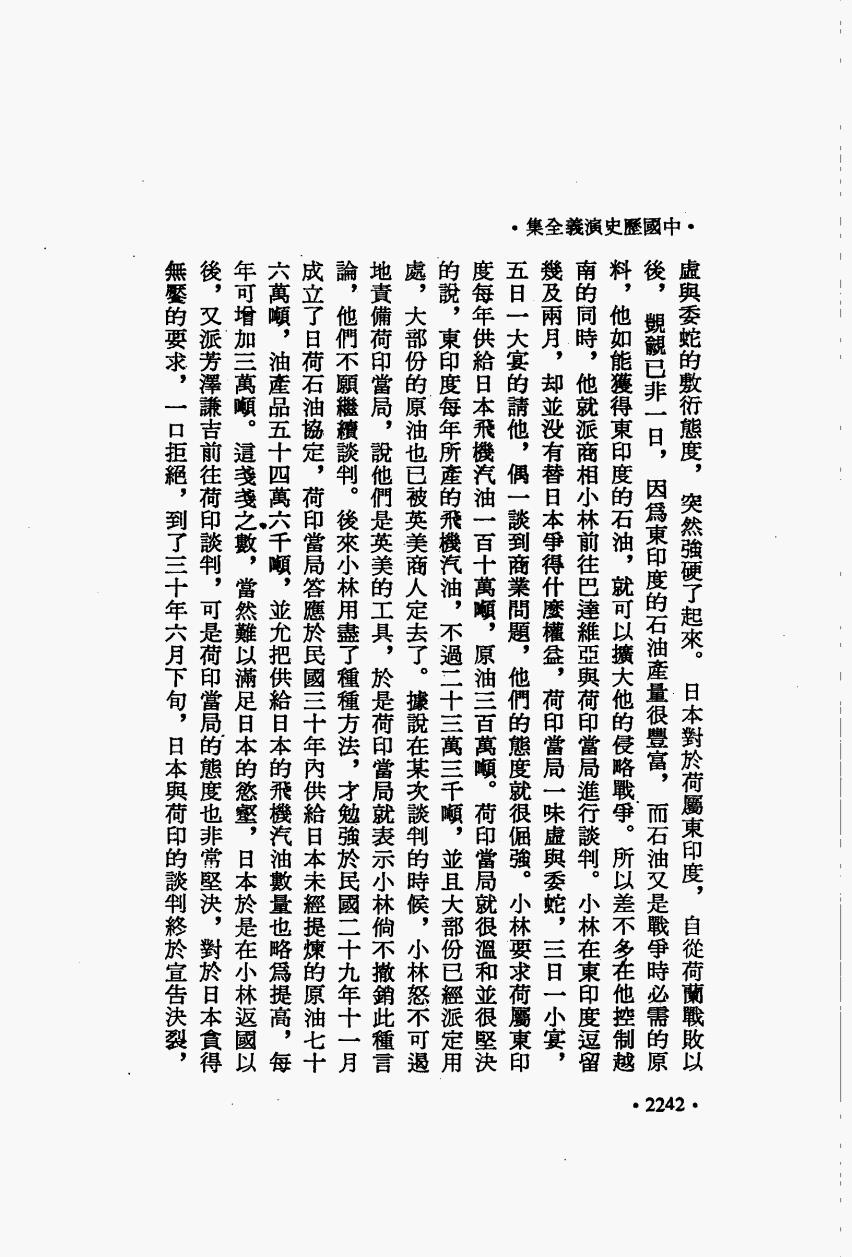 •集全義演史歷國中•
虛與委蛇的敷衍態度，突然強硬了起來。日本對於荷屬東印度，自從荷蘭戰敗以
後，覬覦已非一日，因爲東印度的石油產量很豐富，而石油又是戰爭時必需的原
料，他如能獲得東印度的石油，就可以擴大他的侵略戰爭。所以差不多在他控制越
南的同時，他就派商相小林前往巴達維亞與荷印當局進行談判。小林在東印度逗留
幾及兩月，却並没有替日本爭得什麼權益，荷印當局一味虛與委蛇，三日一小宴，
五日一大宴的請他，偶一談到商業問題，他們的態度就很倔強。小林要求荷屬東印
度每年供給日本飛機汽油一百十萬噸，原油三百萬噸。荷印當局就很溫和並很堅決
的說，東印度每年所產的飛機汽油，不過二十三萬三千噸，並且大部份已經派定用
處，大部份的原油也已被英美商人定去了。據說在某次談判的時候，小林怒不可遏
地責備荷印當局，說他們是英美的工具，於是荷印當局就表示小林倘不撤銷此種言
論，他們不願繼續談判。後來小林用盡了種種方法，才勉強於民國二十九年十一月
成立了日荷石油協定，荷印當局答應於民國三十年內供給日本未經提煉的原油七十
六萬噸，油產品五十四萬六千噸，並允把供給日本的飛機汽油數量也略爲提高，每
年可增加三萬噸。這戔戔之數，當然難以滿足日本的慾壑，日本於是在小林返國以
後，又派芳澤謙吉前往荷印談判，可是荷印當局的態度也非常堅決，對於日本貪得
無饜的要求，一口拒絕，到了三十年六月下旬，日本與荷印的談判終於宣告決裂，
•2242•